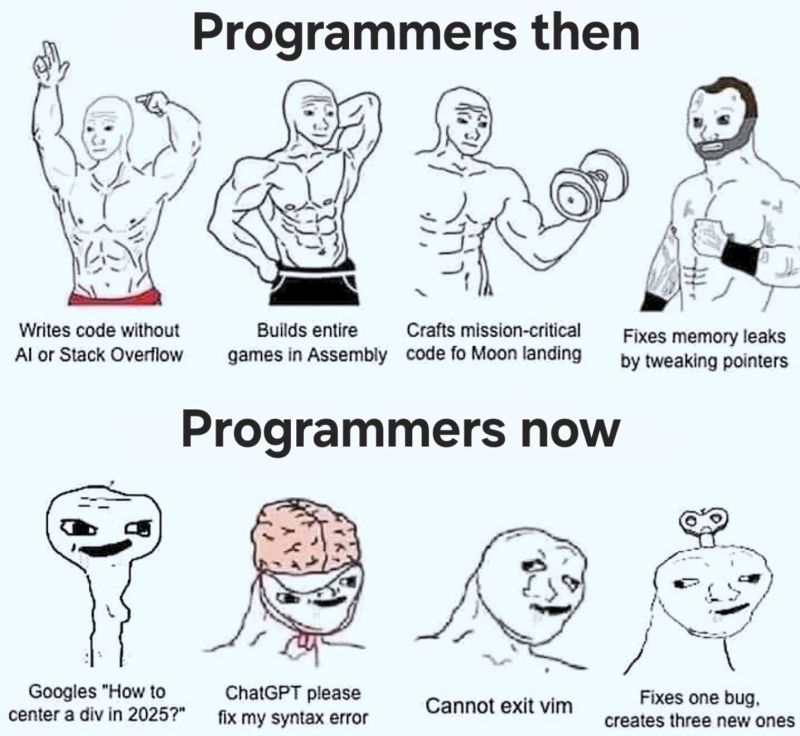 Programmers then
Writes code without
AI or Stack Overflow
Builds entire
games in Assembly
Crafts mission-critical
code fo Moon landing
Fixes memory leaks
by tweaking pointers
Programmers now
Googles "How to
center a div in 2025?"
ChatGPT please
fix my syntax error
Cannot exit vim
Fixes one bug,
creates three new ones